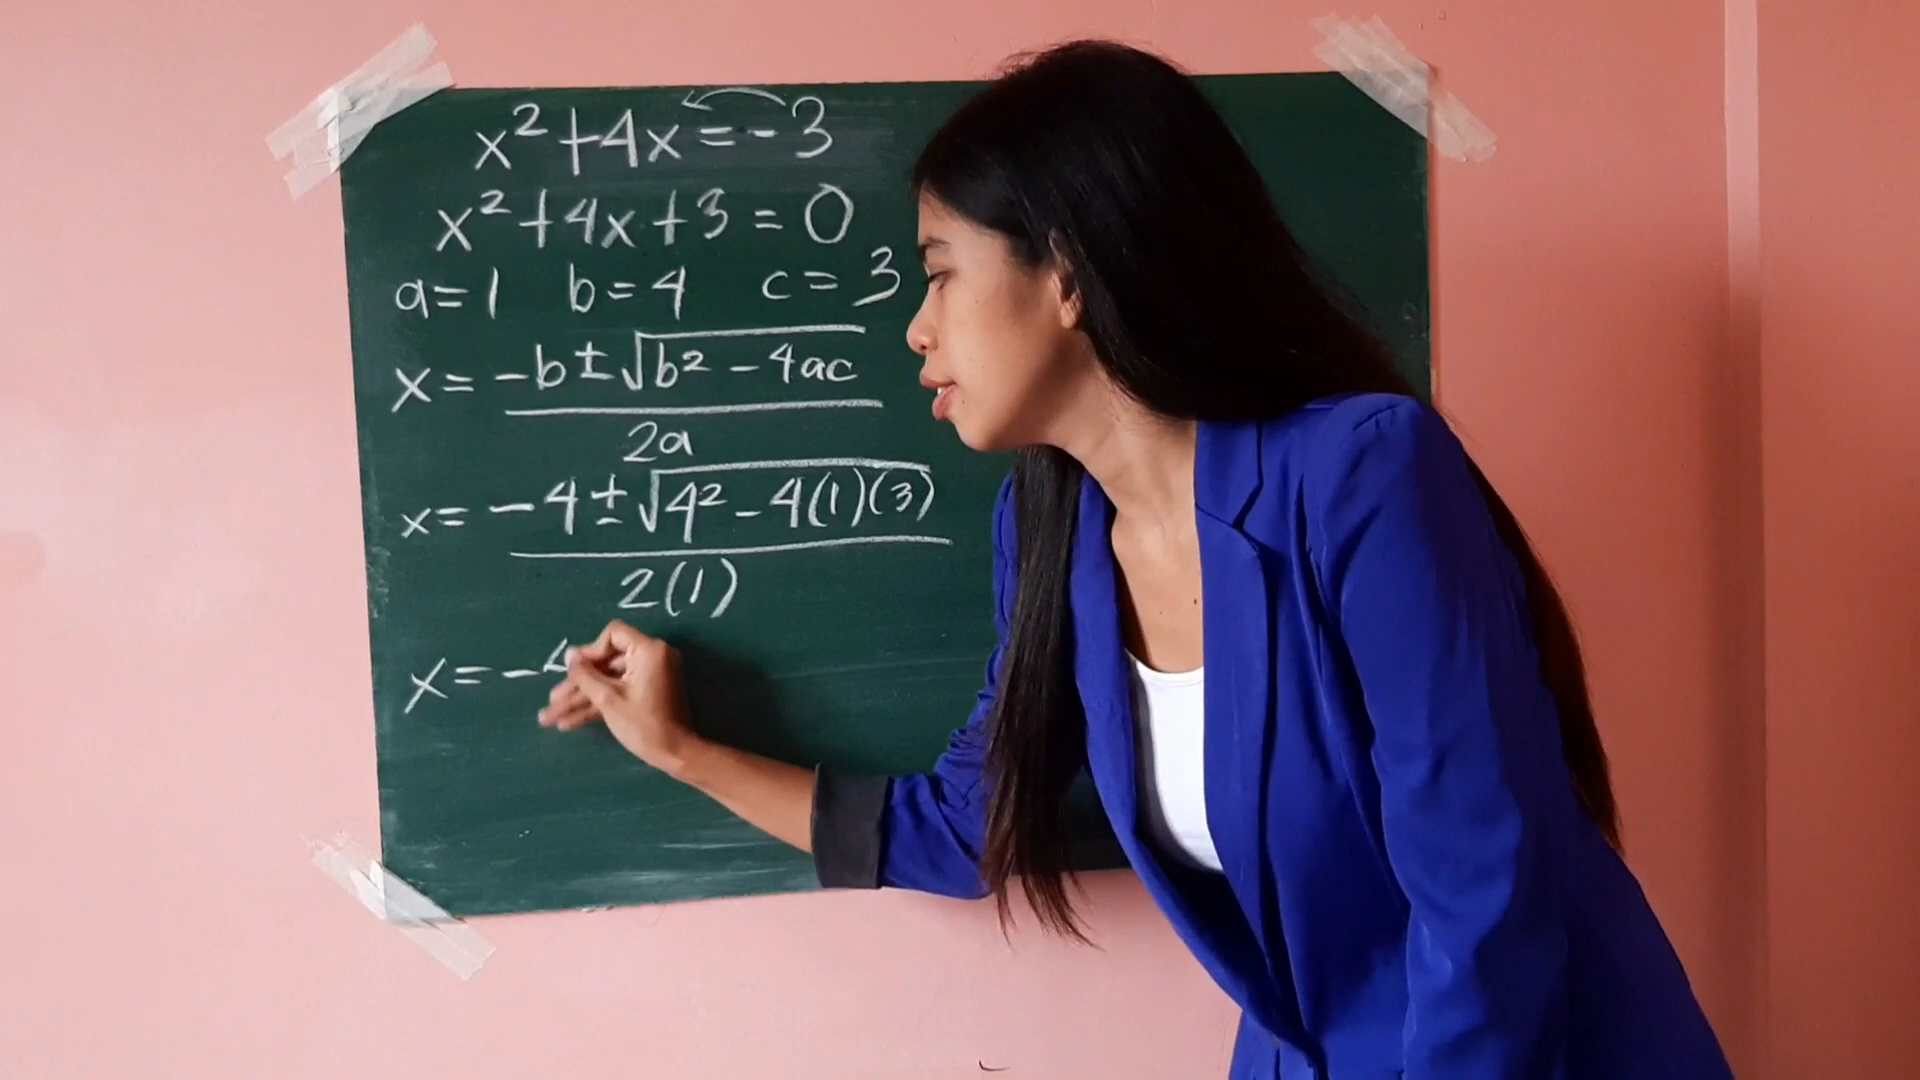 x² + 4x = -3
x² + 4x + 3 = 0
a = 1 b = 4 c = 3
x = -b ± √b² - 4ac
2a
x = -4 ± √4² - 4(1)(3)
2(1)
x = -4